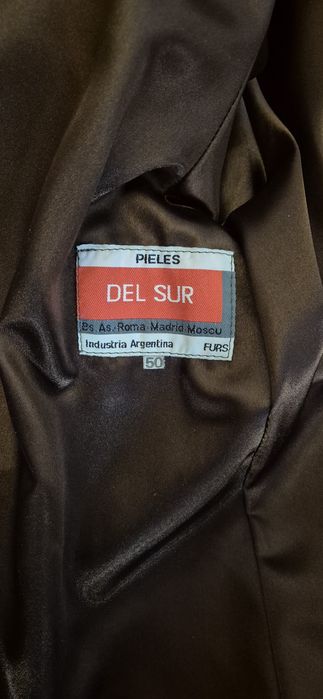 PIELES
DEL SUR
Bs. As.-Roma-Madrid-Moscu
Industria Argentina FURS
50